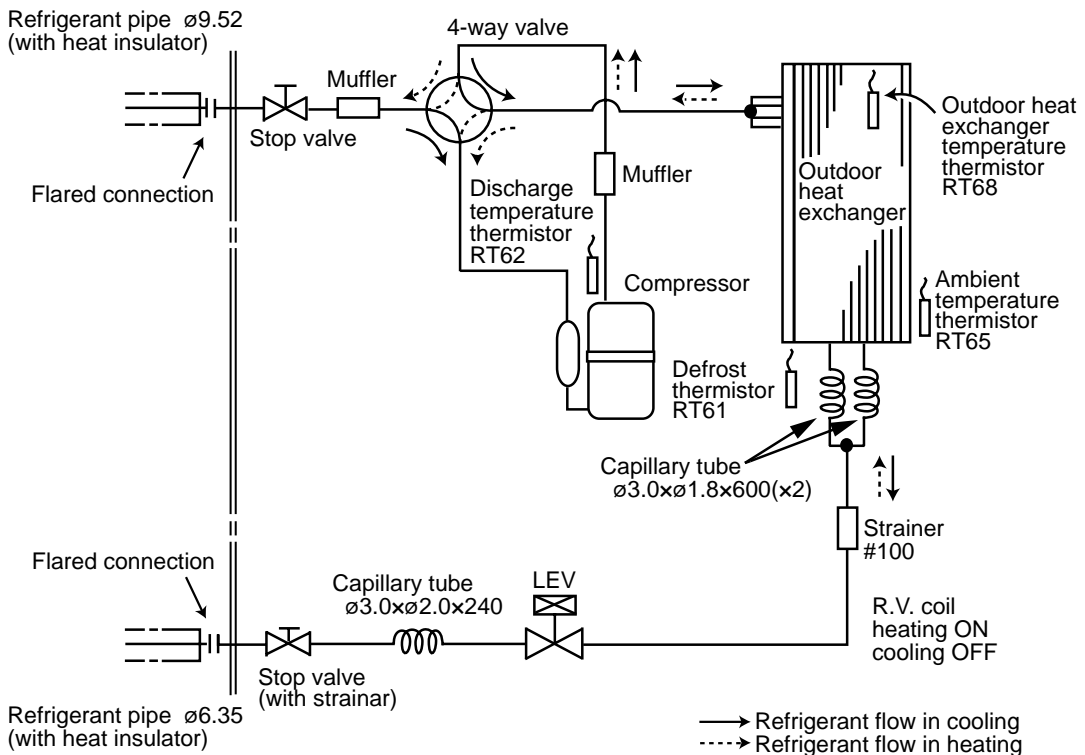 Refrigerant pipe ø9.52
(with heat insulator)
4-way valve
Muffler
Stop valve
Flared connection
Outdoor heat
exchanger
temperature
thermistor
RT68
Outdoor
heat
exchanger
Muffler
Discharge
temperature
thermistor
RT62
Compressor
Ambient
temperature
thermistor
RT65
Defrost
thermistor
RT61
Capillary tube
ø3.0×ø1.8×600(×2)
Strainer
#100
Flared connection
Capillary tube
ø3.0×ø2.0×240
LEV
R.V. coil
heating ON
cooling OFF
Stop valve
(with strainar)
Refrigerant pipe ø6.35
(with heat insulator)
Refrigerant flow in cooling
Refrigerant flow in heating